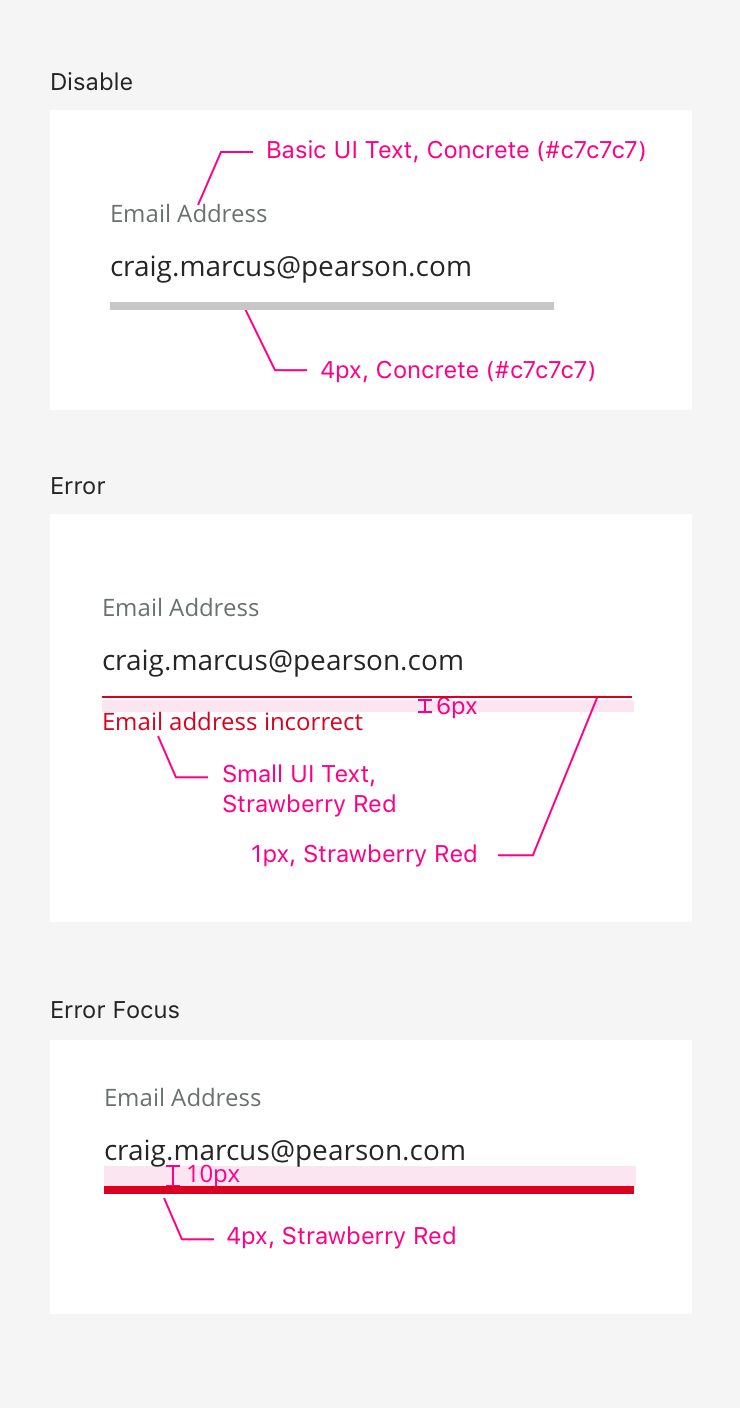 Disable
Basic UI Text, Concrete (#c7c7c7)
Email Address
craig.marcus@pearson.com
4px, Concrete (#c7c7c7)
Error
Email Address
craig.marcus@pearson.com
6px
Email address incorrect
Small UI Text,
Strawberry Red
1px, Strawberry Red
Error Focus
Email Address
craig.marcus@pearson.com
10px
4px, Strawberry Red